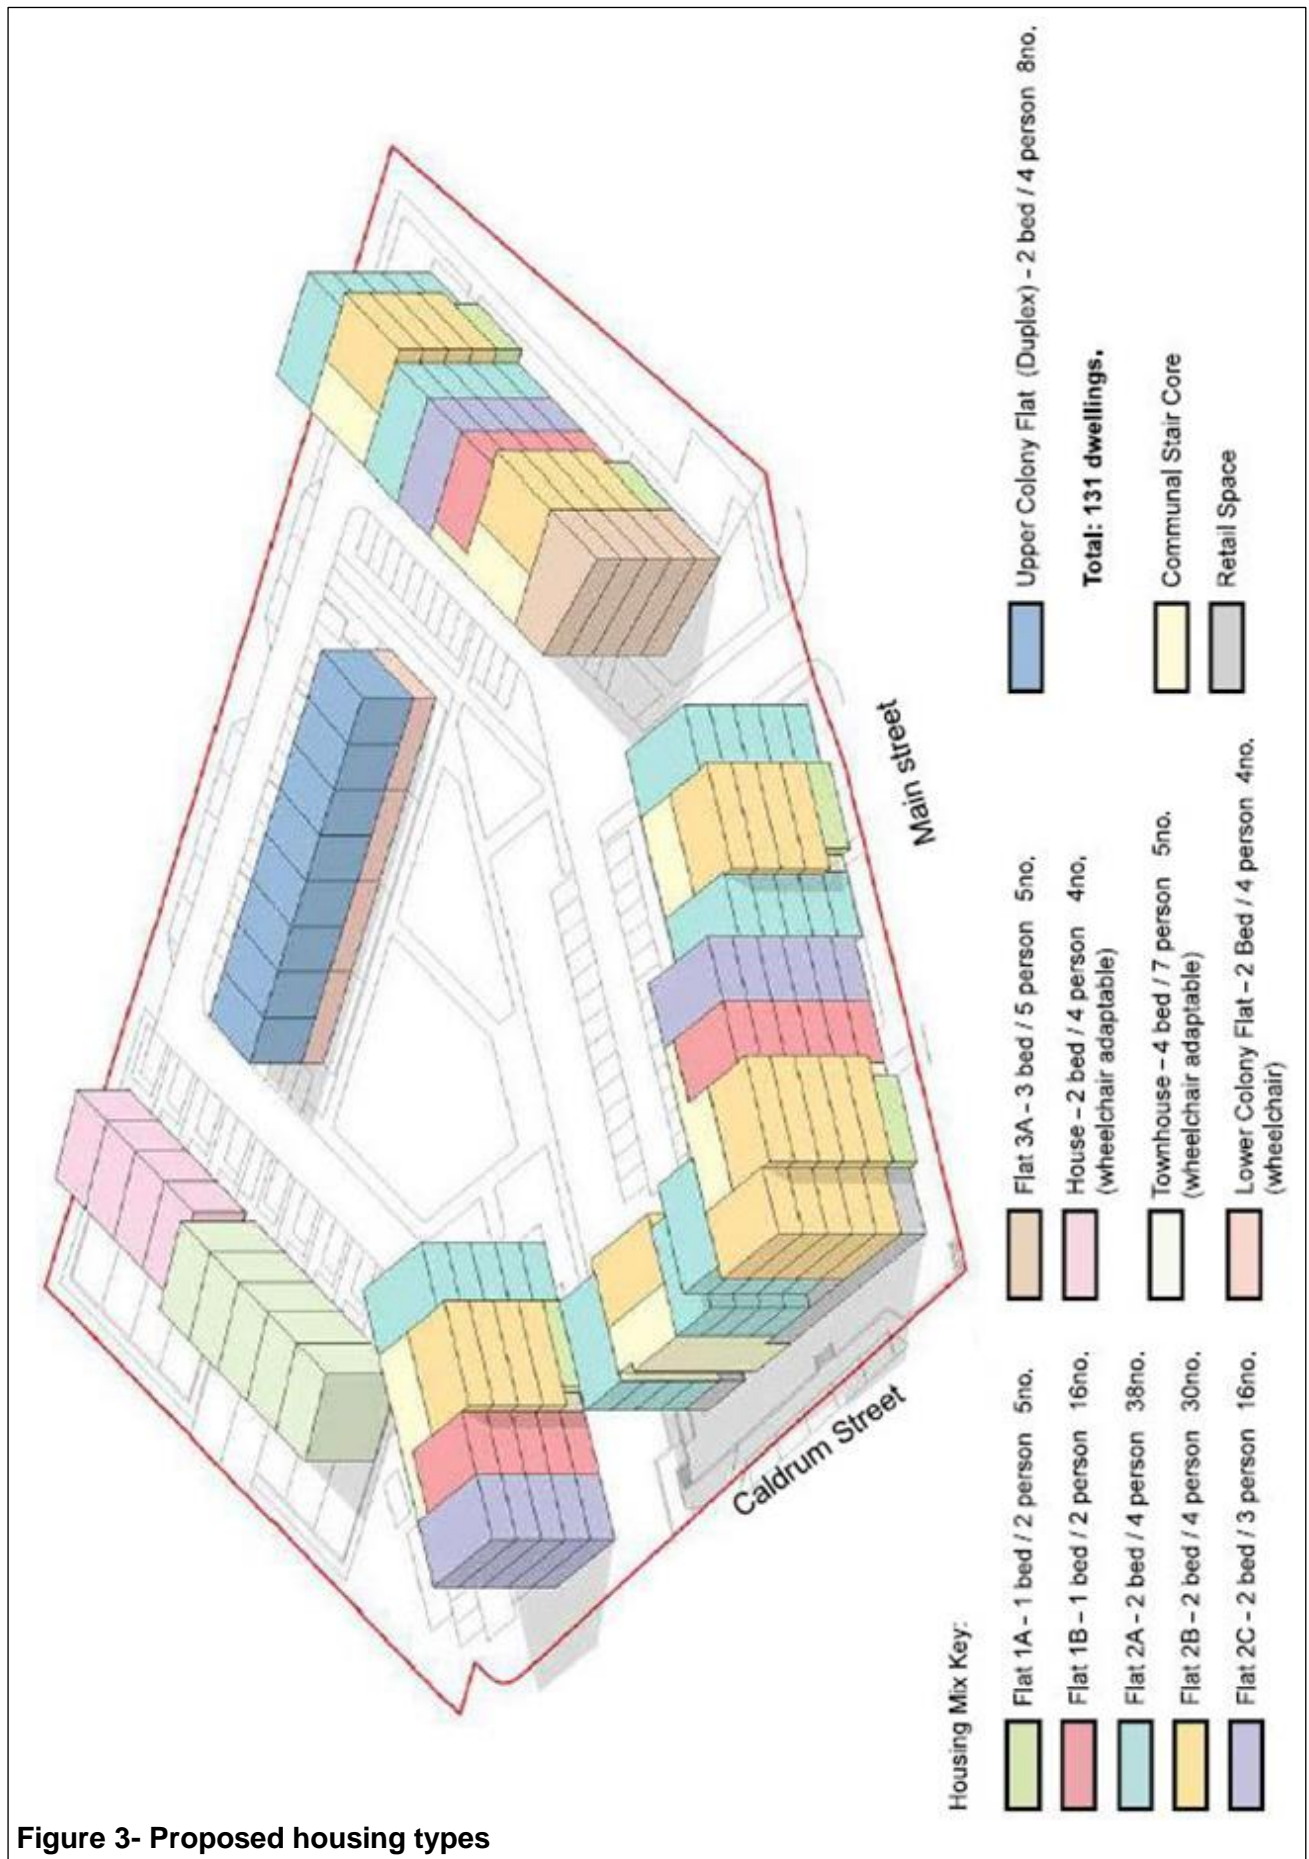 Main street
Caldrum Street
Housing Mix Key:
Flat 1A – 1 bed / 2 person 5no.
Flat 1B – 1 bed / 2 person 16no.
Flat 2A – 2 bed / 4 person 38no.
Flat 2B – 2 bed / 4 person 30no.
Flat 2C – 2 bed / 3 person 16no.
Flat 3A – 3 bed / 5 person 5no.
House – 2 bed / 4 person 4no.
(wheelchair adaptable)
Townhouse – 4 bed / 7 person 5no.
(wheelchair adaptable)
Lower Colony Flat – 2 Bed / 4 person 4no.
(wheelchair)
Upper Colony Flat (Duplex) – 2 bed / 4 person 8no.
Total: 131 dwellings.
Communal Stair Core
Retail Space
Figure 3- Proposed housing types